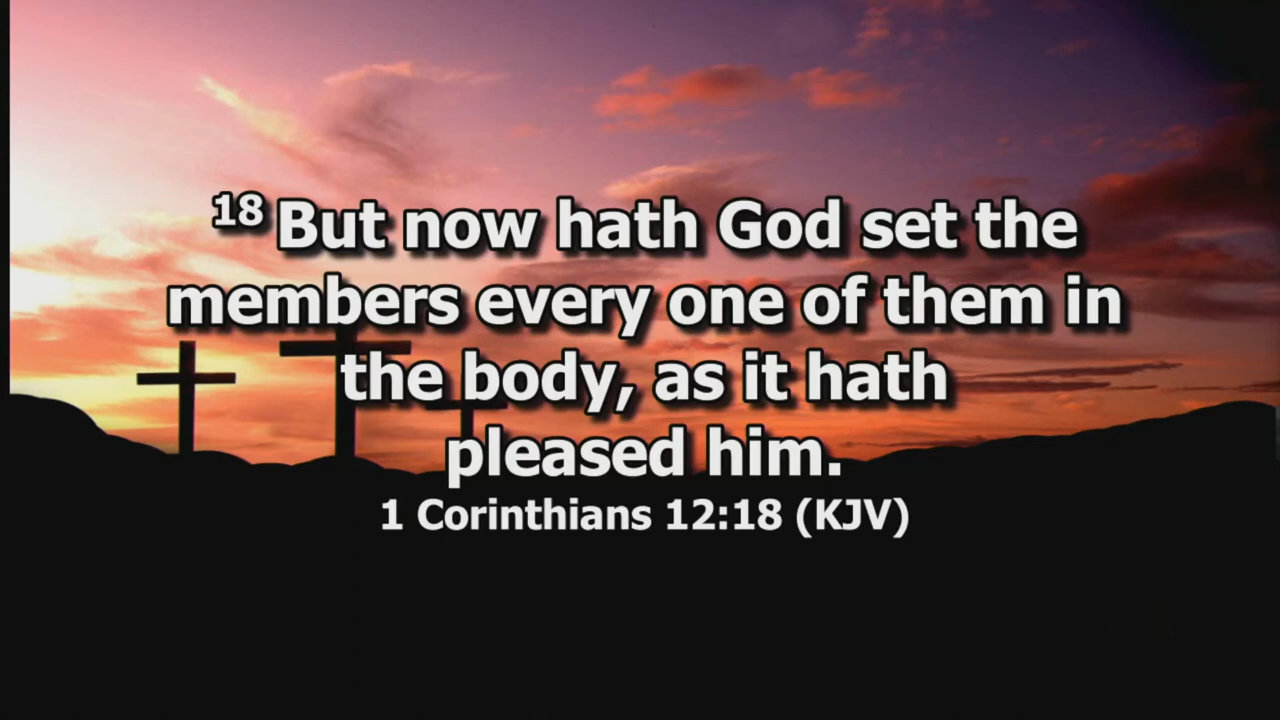 18 But now hath God set the
members every one of them in
the body, as it hath
pleased him.
1 Corinthians 12:18 (KJV)